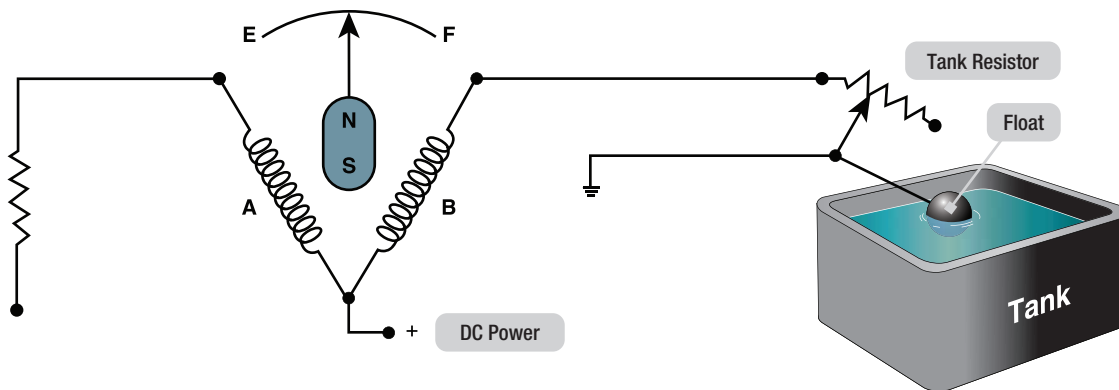 E
F
Tank Resistor
N
Float
S
A
B
Tank
+
DC Power